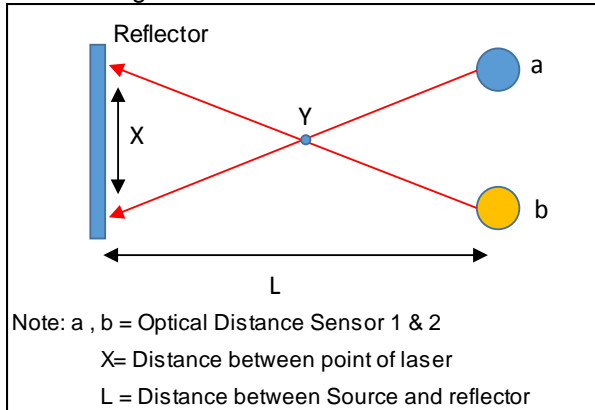 Reflector
a
Y
X
b
L
Note: a , b = Optical Distance Sensor 1 & 2
X= Distance between point of laser
L = Distance between Source and reflector